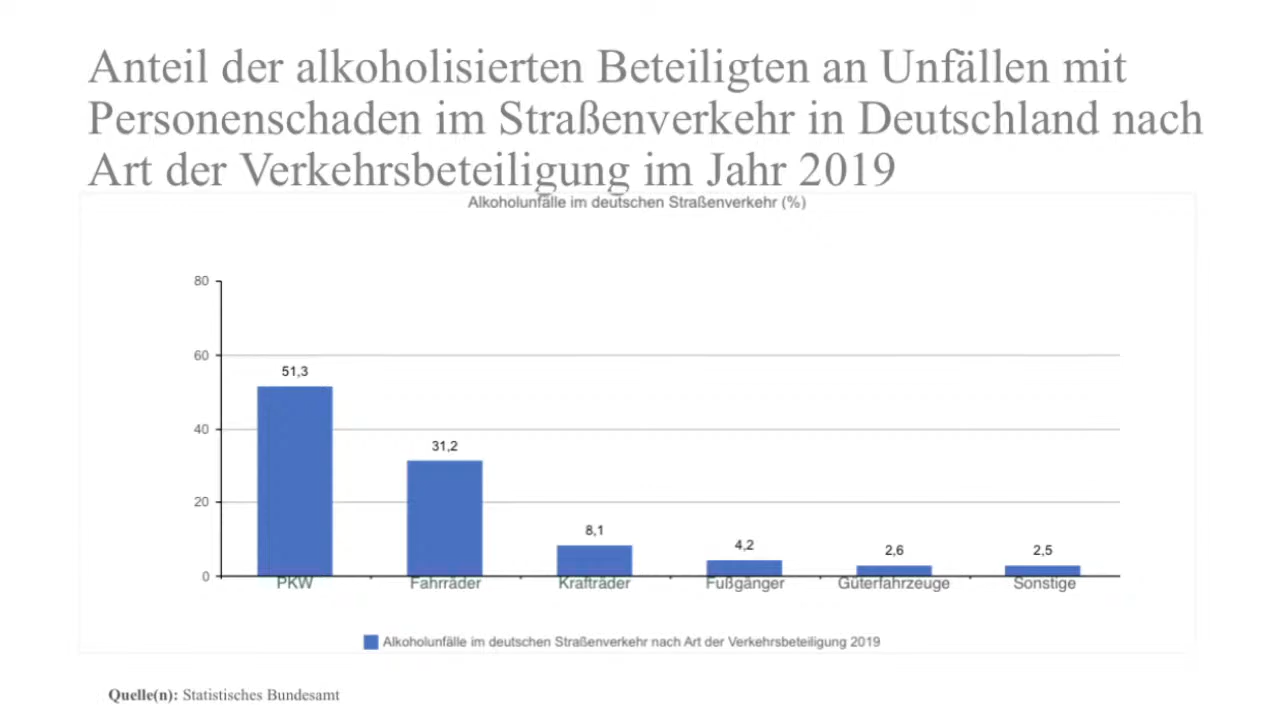 Anteil der alkoholisierten Beteiligten an Unfällen mit
Personenschaden im Straßenverkehr in Deutschland nach
Art der Verkehrsbeteiligung im Jahr 2019
Alkoholunfälle im deutschen Straßenverkehr (%)
80
60
51,3
40
31,2
20
8,1
4,2
2,6
2,5
0
PKW Fahrräder Krafträder Fußgänger Güterfahrzeuge Sonstige
Alkoholunfälle im deutschen Straßenverkehr nach Art der Verkehrsbeteiligung 2019
Quelle(n): Statistisches Bundesamt